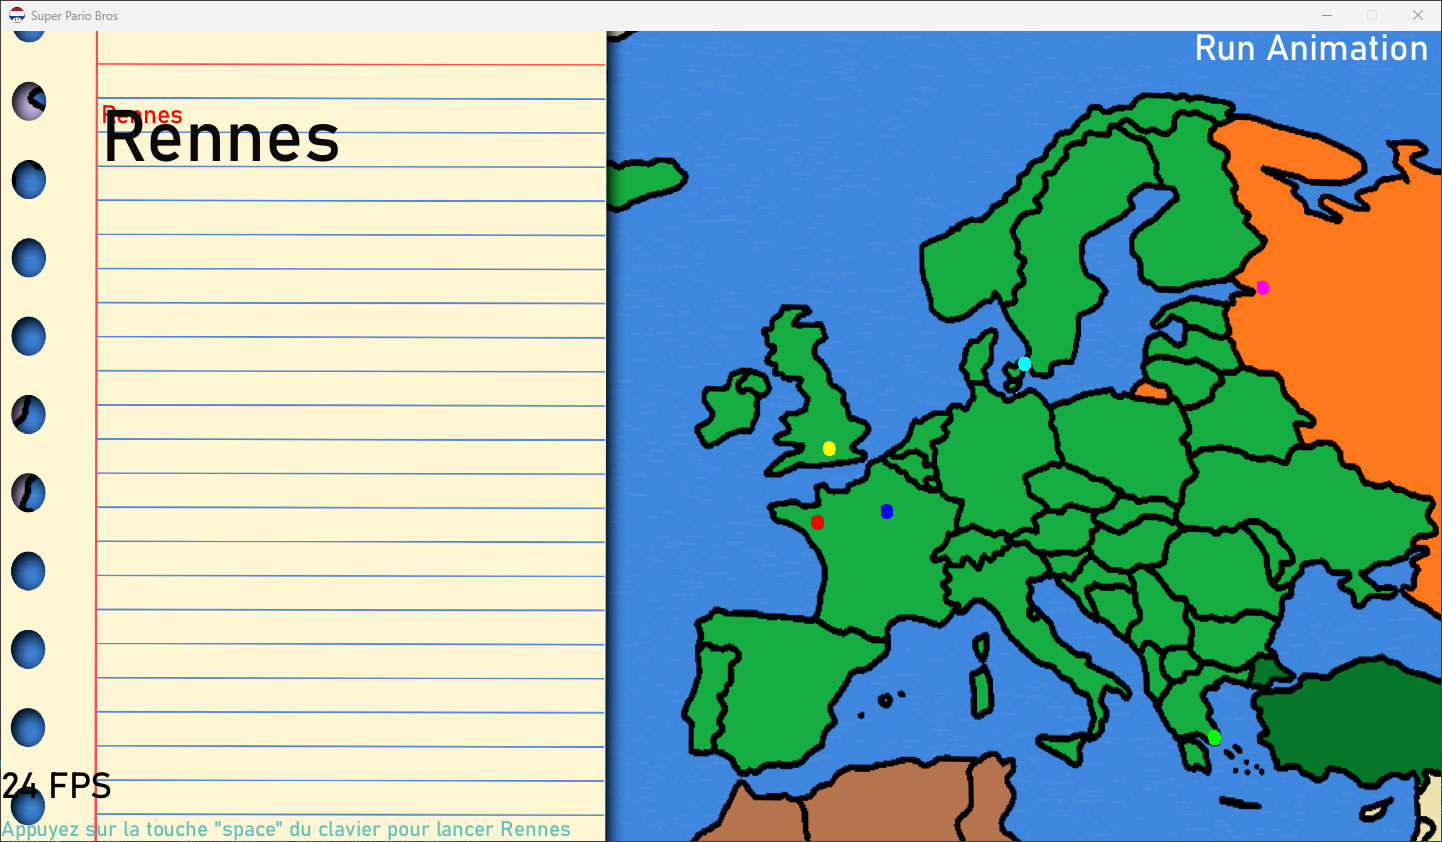 Super Pario Bros
Run Animation
Rennes
Rennes
24 FPS
Appuyez sur la touche "space" du clavier pour lancer Rennes